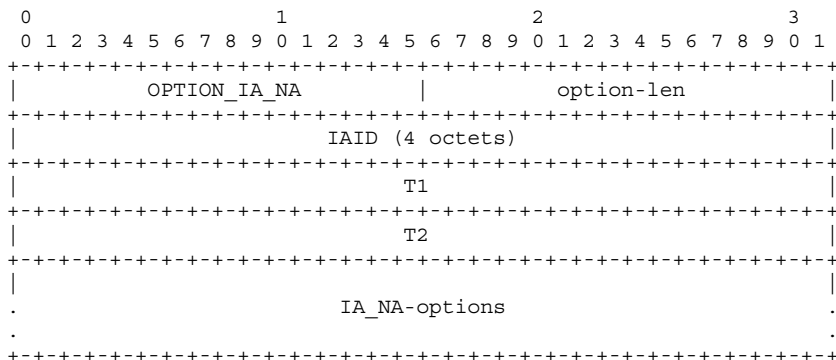 0                   1                   2                   3
 0 1 2 3 4 5 6 7 8 9 0 1 2 3 4 5 6 7 8 9 0 1 2 3 4 5 6 7 8 9 0 1
+-+-+-+-+-+-+-+-+-+-+-+-+-+-+-+-+-+-+-+-+-+-+-+-+-+-+-+-+-+-+-+-+
|          OPTION_IA_NA         |          option-len           |
+-+-+-+-+-+-+-+-+-+-+-+-+-+-+-+-+-+-+-+-+-+-+-+-+-+-+-+-+-+-+-+-+
|                        IAID (4 octets)                        |
+-+-+-+-+-+-+-+-+-+-+-+-+-+-+-+-+-+-+-+-+-+-+-+-+-+-+-+-+-+-+-+-+
|                              T1                               |
+-+-+-+-+-+-+-+-+-+-+-+-+-+-+-+-+-+-+-+-+-+-+-+-+-+-+-+-+-+-+-+-+
|                              T2                               |
+-+-+-+-+-+-+-+-+-+-+-+-+-+-+-+-+-+-+-+-+-+-+-+-+-+-+-+-+-+-+-+-+
|                                                               |
.                         IA_NA-options                         .
.                                                               .
+-+-+-+-+-+-+-+-+-+-+-+-+-+-+-+-+-+-+-+-+-+-+-+-+-+-+-+-+-+-+-+-+